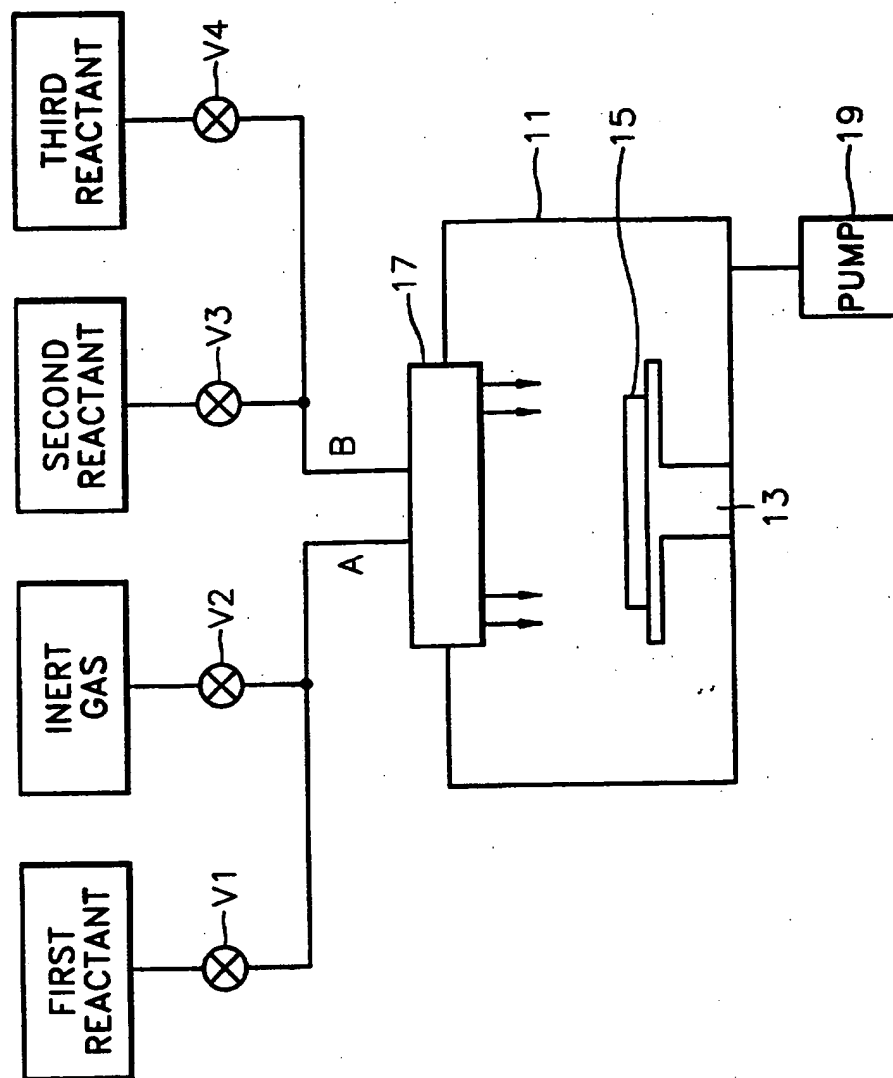 FIRST
REACTANT
INERT
GAS
SECOND
REACTANT
THIRD
REACTANT
V1
V2
V3
V4
A
B
17
11
15
13
PUMP
19